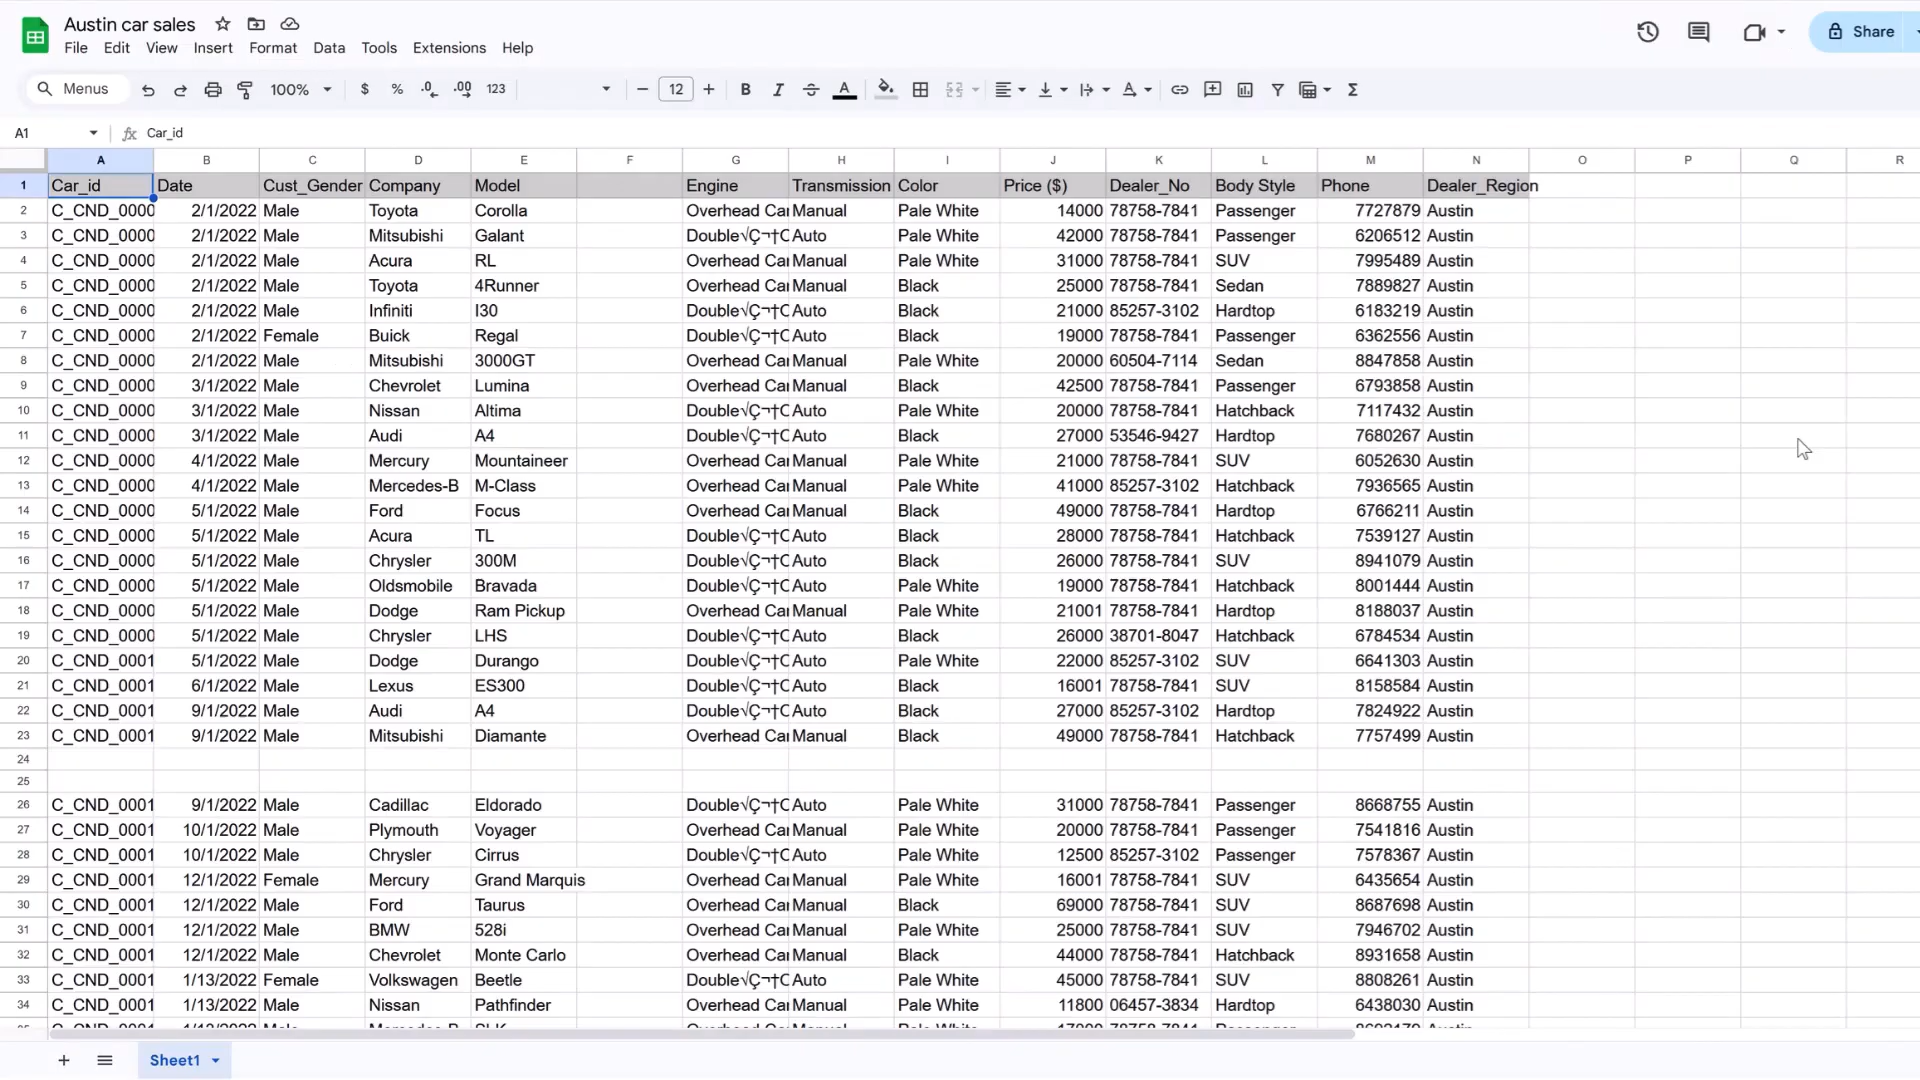 Austin car sales
File Edit View Insert Format Data Tools Extensions Help
Share
Menus 100% $ % .0 .00 123 12 B I A Σ
A1 fx Car_id
A B C D E F G H I J K L M N O P Q R
1 Car_id Date Cust_Gender Company Model Engine Transmission Color Price ($) Dealer_No Body Style Phone Dealer_Region
2 C_CND_0000 2/1/2022 Male Toyota Corolla Overhead Cam Manual Pale White 14000 78758-7841 Passenger 7727879 Austin
3 C_CND_0000 2/1/2022 Male Mitsubishi Galant Double√Ç¬†O Auto Pale White 42000 78758-7841 Passenger 6206512 Austin
4 C_CND_0000 2/1/2022 Male Acura RL Overhead Cam Manual Pale White 31000 78758-7841 SUV 7995489 Austin
5 C_CND_0000 2/1/2022 Male Toyota 4Runner Overhead Cam Manual Black 25000 78758-7841 Sedan 7889827 Austin
6 C_CND_0000 2/1/2022 Male Infiniti I30 Double√Ç¬†O Auto Black 21000 85257-3102 Hardtop 6183219 Austin
7 C_CND_0000 2/1/2022 Female Buick Regal Double√Ç¬†O Auto Black 19000 78758-7841 Passenger 6362556 Austin
8 C_CND_0000 2/1/2022 Male Mitsubishi 3000GT Overhead Cam Manual Pale White 20000 60504-7114 Sedan 8847858 Austin
9 C_CND_0000 3/1/2022 Male Chevrolet Lumina Overhead Cam Manual Black 42500 78758-7841 Passenger 6793858 Austin
10 C_CND_0000 3/1/2022 Male Nissan Altima Double√Ç¬†O Auto Pale White 20000 78758-7841 Hatchback 7117432 Austin
11 C_CND_0000 3/1/2022 Male Audi A4 Double√Ç¬†O Auto Black 27000 53546-9427 Hardtop 7680267 Austin
12 C_CND_0000 4/1/2022 Male Mercury Mountaineer Overhead Cam Manual Pale White 21000 78758-7841 SUV 6052630 Austin
13 C_CND_0000 4/1/2022 Male Mercedes-B M-Class Overhead Cam Manual Pale White 41000 85257-3102 Hatchback 7936565 Austin
14 C_CND_0000 5/1/2022 Male Ford Focus Overhead Cam Manual Pale White 49000 78758-7841 Hardtop 6766211 Austin
15 C_CND_0000 5/1/2022 Male Acura TL Double√Ç¬†O Auto Black 28000 78758-7841 Hatchback 7539127 Austin
16 C_CND_0000 5/1/2022 Male Chrysler 300M Double√Ç¬†O Auto Black 26000 78758-7841 SUV 8941079 Austin
17 C_CND_0000 5/1/2022 Male Oldsmobile Bravada Double√Ç¬†O Auto Pale White 19000 78758-7841 Hatchback 8001444 Austin
18 C_CND_0000 5/1/2022 Male Dodge Ram Pickup Overhead Cam Manual Pale White 21001 78758-7841 Hardtop 8188037 Austin
19 C_CND_0000 5/1/2022 Male Chrysler LHS Double√Ç¬†O Auto Black 26000 38701-8047 Hatchback 6784534 Austin
20 C_CND_0001 5/1/2022 Male Dodge Durango Double√Ç¬†O Auto Pale White 22000 85257-3102 SUV 6641303 Austin
21 C_CND_0001 6/1/2022 Male Lexus ES300 Double√Ç¬†O Auto Black 16001 78758-7841 SUV 8158584 Austin
22 C_CND_0001 9/1/2022 Male Audi A4 Double√Ç¬†O Auto Black 27000 85257-3102 Hardtop 7824922 Austin
23 C_CND_0001 9/1/2022 Male Mitsubishi Diamante Overhead Cam Manual Black 49000 78758-7841 Hatchback 7757499 Austin
24
25
26 C_CND_0001 9/1/2022 Male Cadillac Eldorado Double√Ç¬†O Auto Pale White 31000 78758-7841 Passenger 8668755 Austin
27 C_CND_0001 10/1/2022 Male Plymouth Voyager Overhead Cam Manual Pale White 20000 78758-7841 Passenger 7541816 Austin
28 C_CND_0001 10/1/2022 Male Chrysler Cirrus Double√Ç¬†O Auto Pale White 12500 85257-3102 Passenger 7578367 Austin
29 C_CND_0001 12/1/2022 Female Mercury Grand Marquis Overhead Cam Manual Pale White 16001 78758-7841 SUV 6435654 Austin
30 C_CND_0001 12/1/2022 Male Ford Taurus Overhead Cam Manual Black 69000 78758-7841 SUV 8687698 Austin
31 C_CND_0001 12/1/2022 Male BMW 528i Overhead Cam Manual Pale White 25000 78758-7841 SUV 7946702 Austin
32 C_CND_0001 12/1/2022 Male Chevrolet Monte Carlo Overhead Cam Manual Black 44000 78758-7841 Hatchback 8931658 Austin
33 C_CND_0001 1/13/2022 Female Volkswagen Beetle Double√Ç¬†O Auto Pale White 45000 78758-7841 SUV 8808261 Austin
34 C_CND_0001 1/13/2022 Male Nissan Pathfinder Overhead Cam Manual Pale White 11800 06457-3834 Hardtop 6438030 Austin
Sheet1